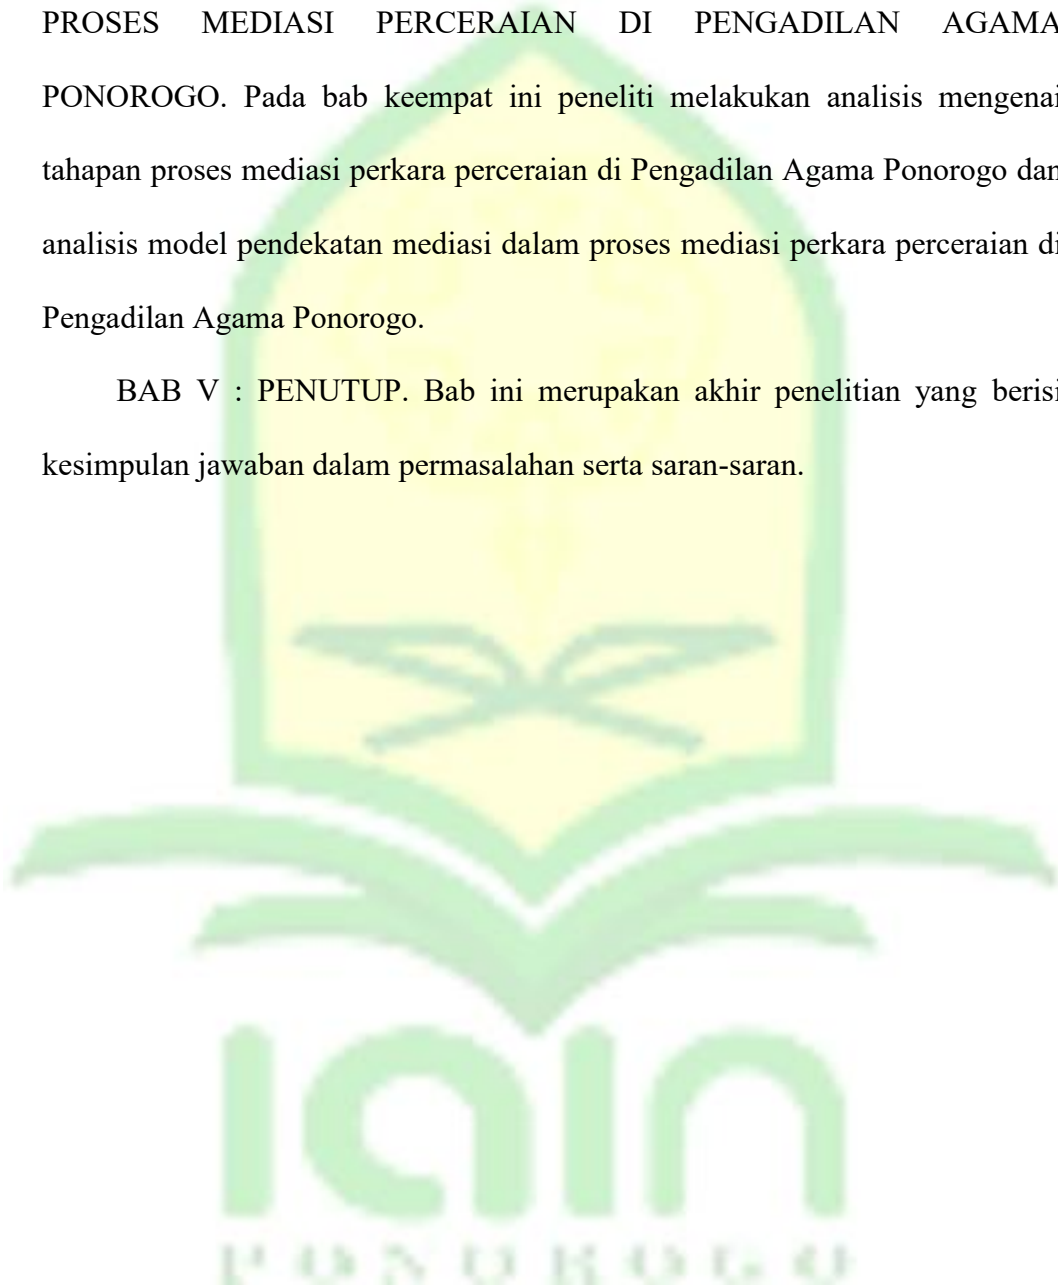 PROSES MEDIASI PERCERAIAN DI PENGADILAN AGAMA
PONOROGO. Pada bab keempat ini peneliti melakukan analisis mengenai
tahapan proses mediasi perkara perceraian di Pengadilan Agama Ponorogo dan
analisis model pendekatan mediasi dalam proses mediasi perkara perceraian di
Pengadilan Agama Ponorogo.
BAB V : PENUTUP. Bab ini merupakan akhir penelitian yang berisi
kesimpulan jawaban dalam permasalahan serta saran-saran.
IAIN
PONOROGO